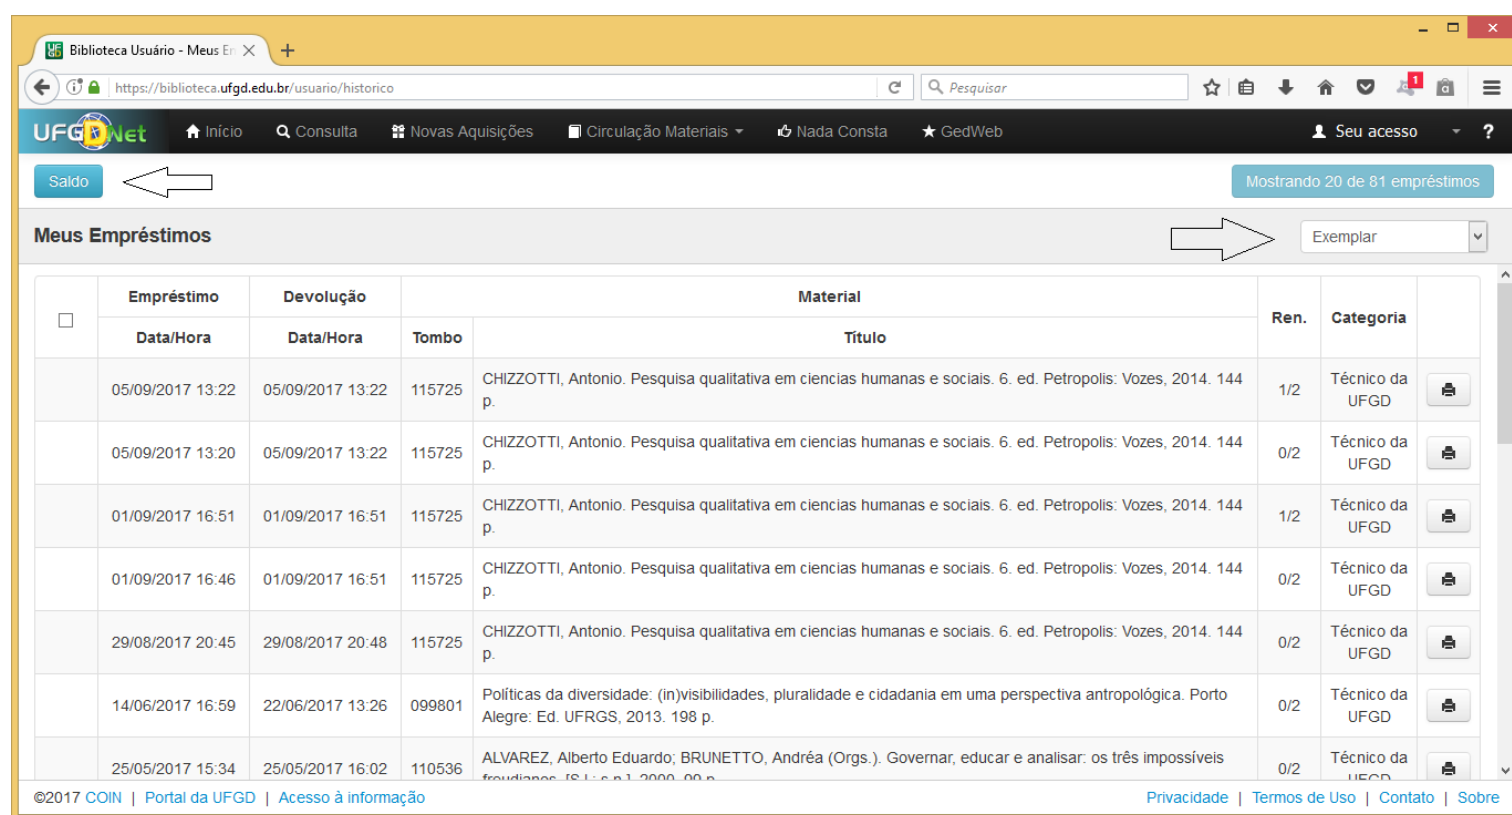 Biblioteca Usuário - Meus En
https://biblioteca.ufgd.edu.br/usuario/historico
Pesquisar
1
UFGDNet Início Consulta Novas Aquisições Circulação Materiais Nada Consta GedWeb Seu acesso ?
Saldo
Mostrando 20 de 81 empréstimos
Meus Empréstimos
Exemplar
Empréstimo Devolução Material Ren. Categoria
Data/Hora Data/Hora Tombo Título
05/09/2017 13:22 05/09/2017 13:22 115725 CHIZZOTTI, Antonio. Pesquisa qualitativa em ciencias humanas e sociais. 6. ed. Petropolis: Vozes, 2014. 144 1/2 Técnico da
p. UFGD
05/09/2017 13:20 05/09/2017 13:22 115725 CHIZZOTTI, Antonio. Pesquisa qualitativa em ciencias humanas e sociais. 6. ed. Petropolis: Vozes, 2014. 144 0/2 Técnico da
p. UFGD
01/09/2017 16:51 01/09/2017 16:51 115725 CHIZZOTTI, Antonio. Pesquisa qualitativa em ciencias humanas e sociais. 6. ed. Petropolis: Vozes, 2014. 144 1/2 Técnico da
p. UFGD
01/09/2017 16:46 01/09/2017 16:51 115725 CHIZZOTTI, Antonio. Pesquisa qualitativa em ciencias humanas e sociais. 6. ed. Petropolis: Vozes, 2014. 144 0/2 Técnico da
p. UFGD
29/08/2017 20:45 29/08/2017 20:48 115725 CHIZZOTTI, Antonio. Pesquisa qualitativa em ciencias humanas e sociais. 6. ed. Petropolis: Vozes, 2014. 144 0/2 Técnico da
p. UFGD
14/06/2017 16:59 22/06/2017 13:26 099801 Políticas da diversidade: (in)visibilidades, pluralidade e cidadania em uma perspectiva antropológica. Porto 0/2 Técnico da
Alegre: Ed. UFRGS, 2013. 198 p. UFGD
25/05/2017 15:34 25/05/2017 16:02 110536 ALVAREZ, Alberto Eduardo; BRUNETTO, Andréa (Orgs.). Governar, educar e analisar: os três impossíveis 0/2 Técnico da
©2017 COIN | Portal da UFGD | Acesso à informação Privacidade | Termos de Uso | Contato | Sobre